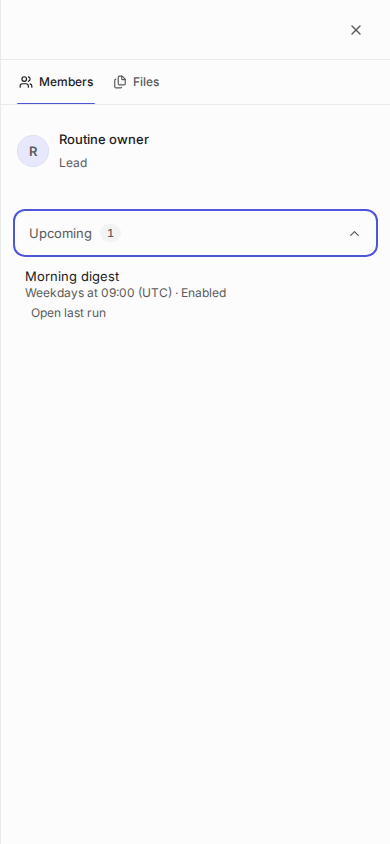 Members
Files
R
Routine owner
Lead
Upcoming 1
Morning digest
Weekdays at 09:00 (UTC) · Enabled
Open last run